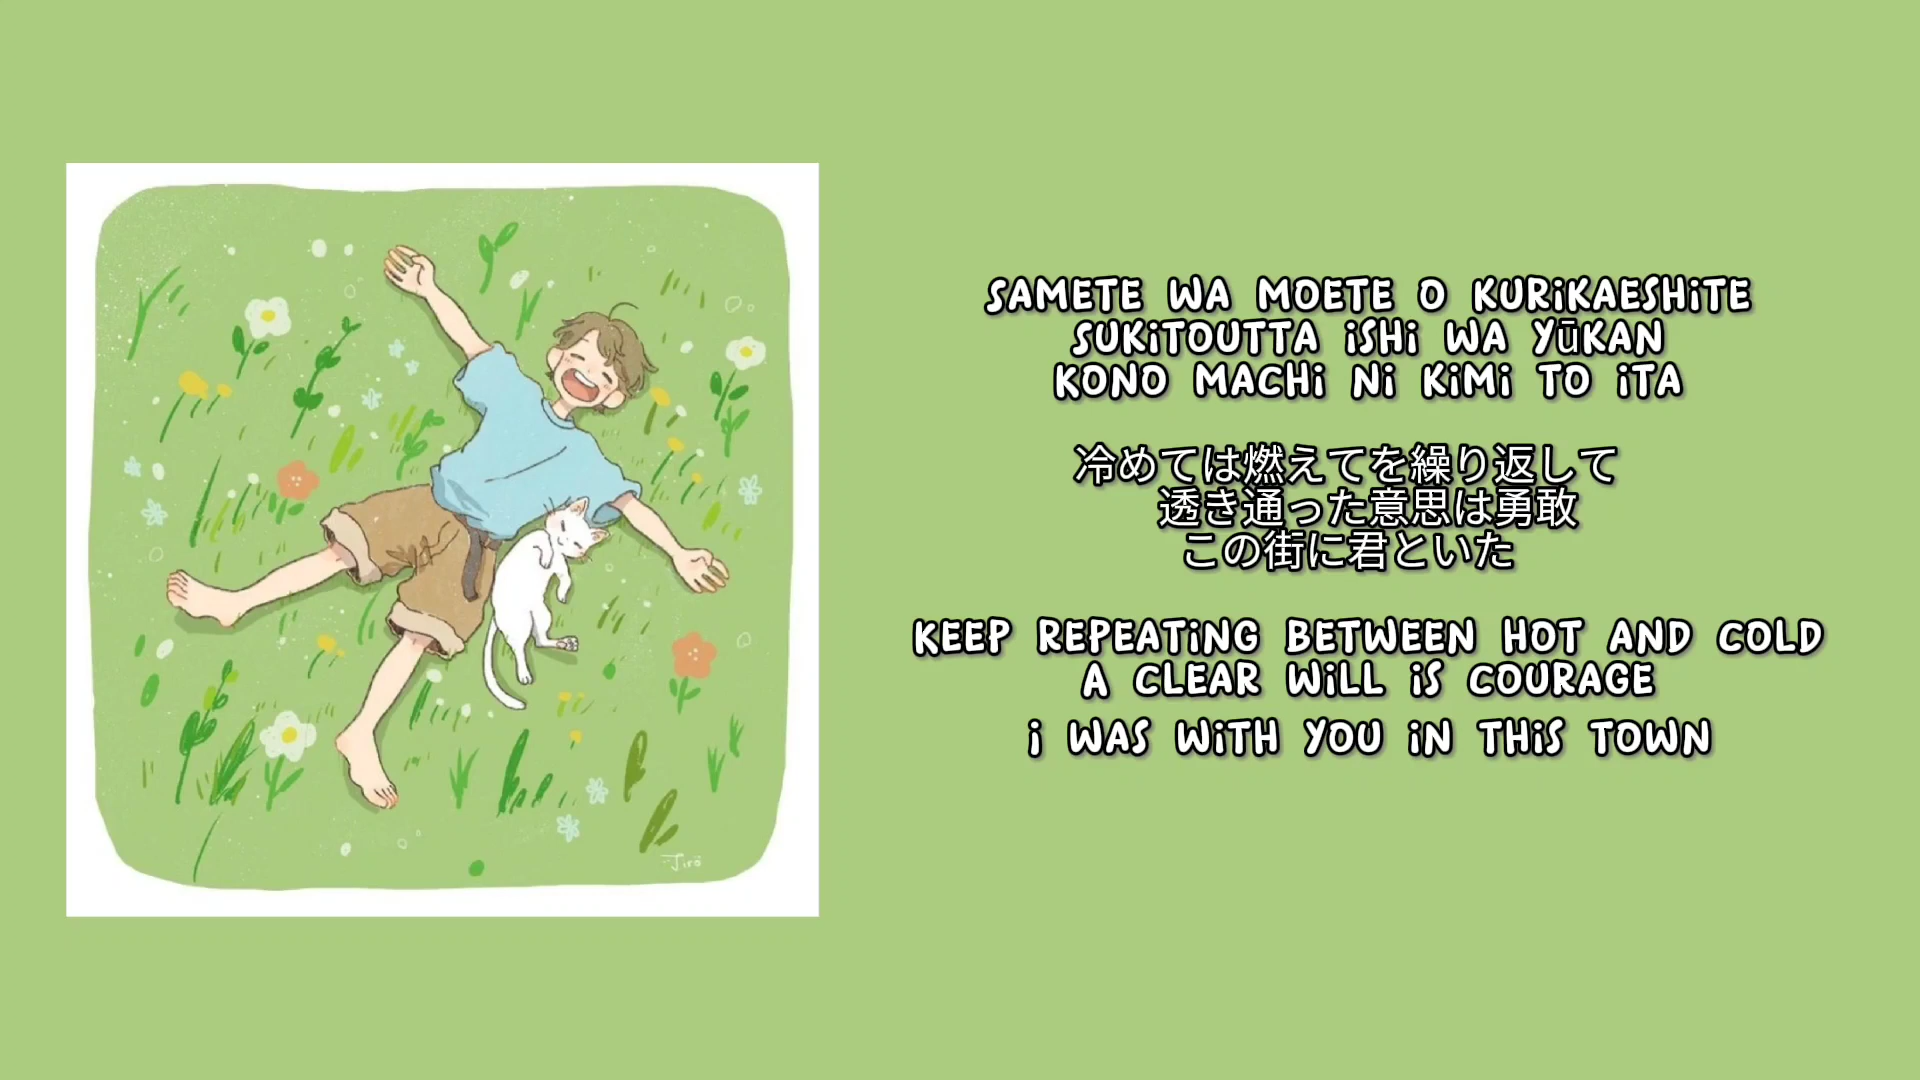 SAMETE WA MOETE O KURiKAESHiTE
SUKiTOUTTA iSHi WA YūKAN
KONO MACHi Ni KiMi TO iTA
冷めては燃えてを繰り返して
透き通った意思は勇敢
この街に君といた
KEEP REPEATiNG BETWEEN HOT AND COLD
A CLEAR WiLL iS COURAGE
i WAS WiTH YOU iN THiS TOWN
Jirō